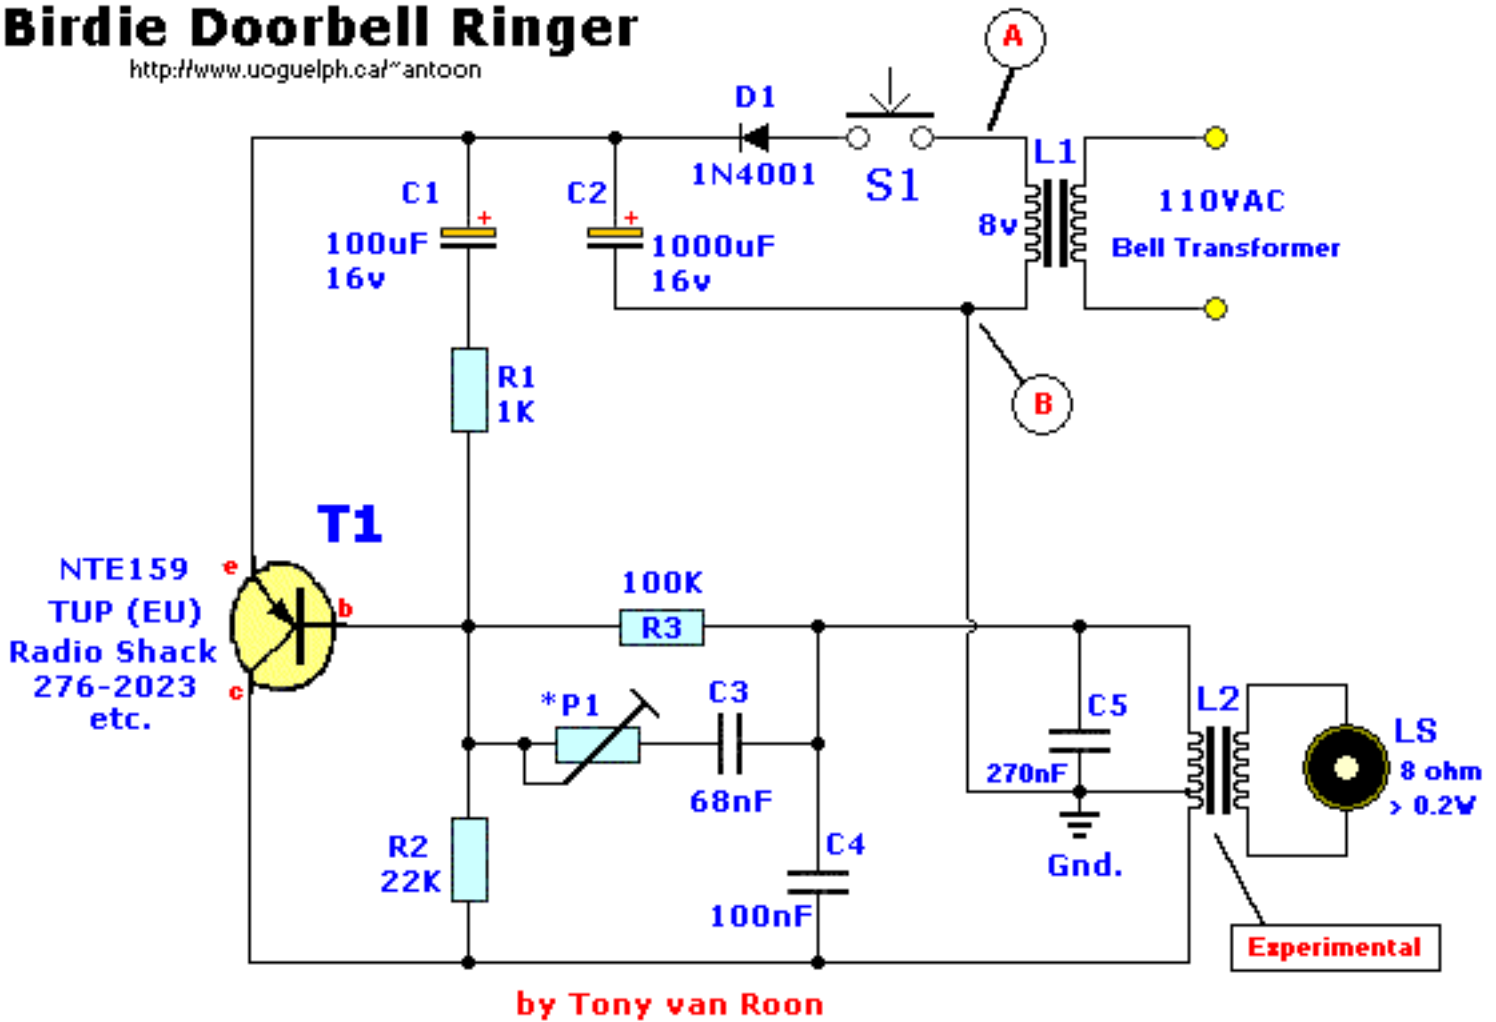 Birdie Doorbell Ringer
http://www.uoguelph.ca/~antoon
A
D1
1N4001
S1
L1
8v
110VAC
Bell Transformer
C1
+
100uF
16v
C2
+
1000uF
16v
B
R1
1K
T1
NTE159
TUP (EU)
Radio Shack
276-2023
etc.
e
b
c
100K
R3
*P1
C3
68nF
C5
270nF
L2
LS
8 ohm
> 0.2W
R2
22K
C4
100nF
Gnd.
Experimental
by Tony van Roon